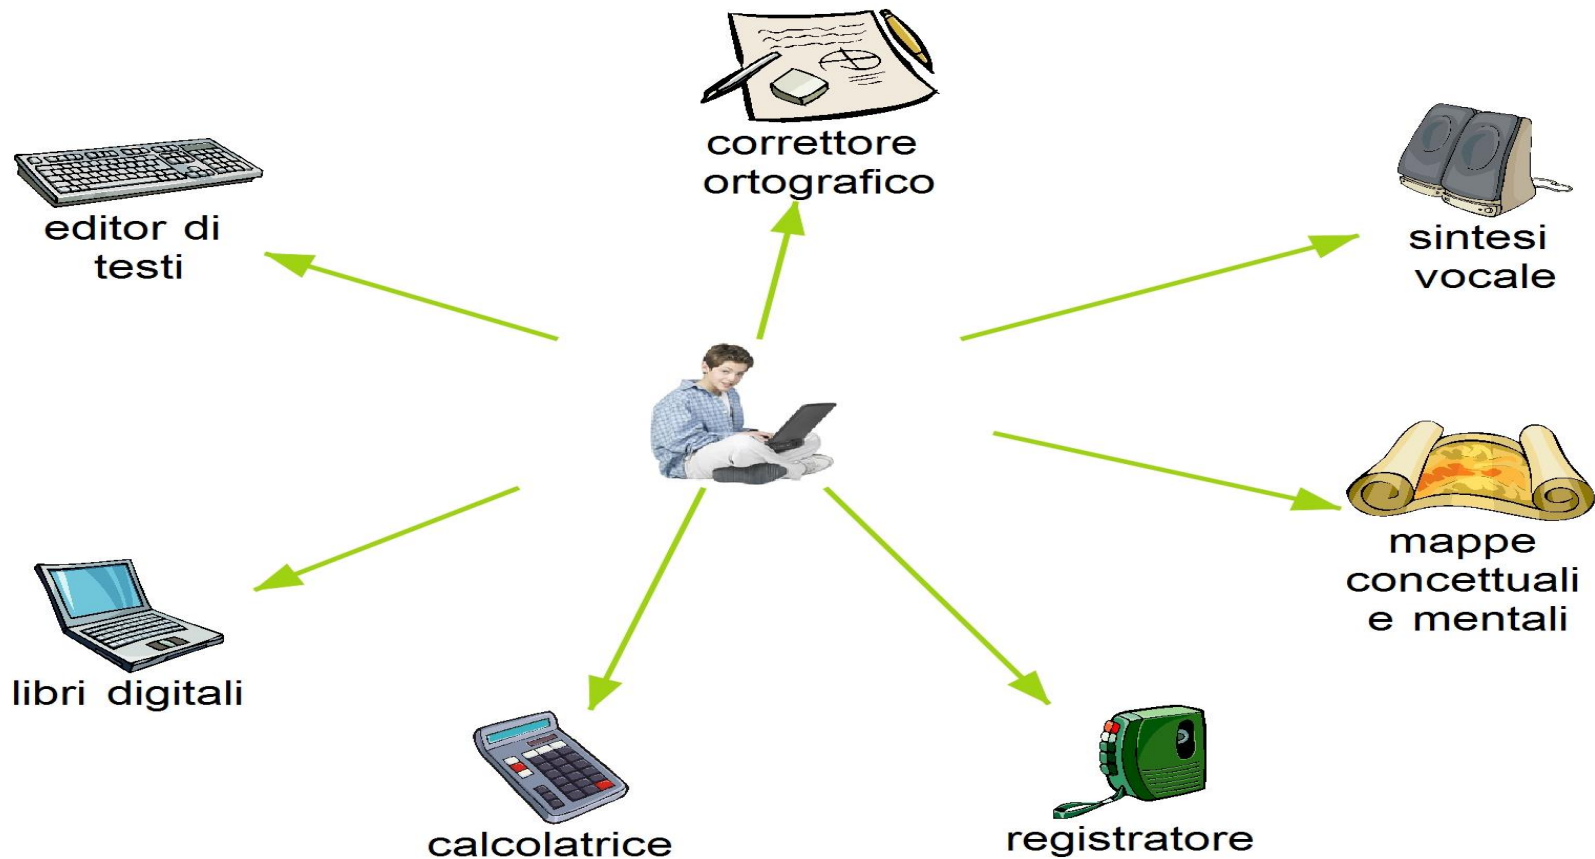 correttore
ortografico
editor di
testi
sintesi
vocale
mappe
concettuali
e mentali
libri digitali
calcolatrice
registratore